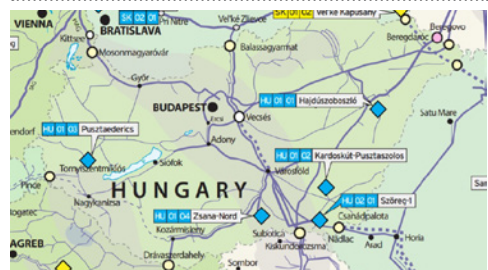 VIENNA
SK 02 01
BRATISLAVA
Kittsee
Mosonmagyaróvár
Veľké Zlievce
Balassagyarmat
SK 01 02 Veľké Kapušany
Beregdaróc
Beregovo
Győr
BUDAPEST
Vecsés
Ercsi
Adony
HU 01 01 Hajdúszoboszló
Satu Mare
HU 01 03 Pusztaederics
Tornyiszentmiklós
Siófok
Pince
Nagykanizsa
HUNGARY
Városföld
HU 01 02 Kardoskút-Pusztaszolos
HU 01 04 Zsana-Nord
HU 02 01 Szőreg-1
Kozármisleny
Csanádpalota
AGREB
Drávaszerdahely
Subotica
Kiskundorozsma
Nădlac
Arad
Horia
Sombor